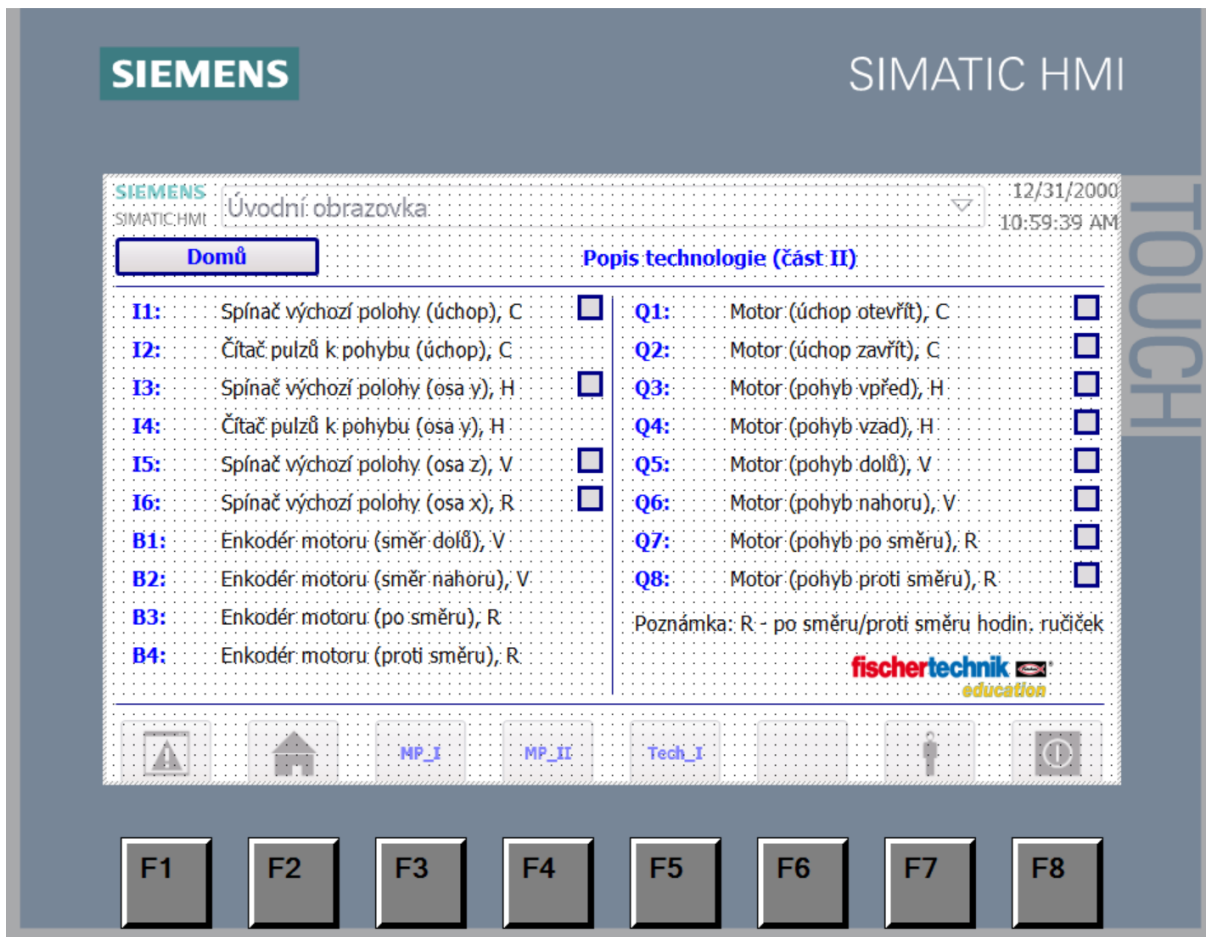 SIEMENS
SIMATIC HMI
TOUCH
SIEMENS
SIMATIC HMI
Úvodní obrazovka
12/31/2000
10:59:39 AM
Domů
Popis technologie (část II)
I1: Spínač výchozí polohy (úchop), C
I2: Čítač pulzů k pohybu (úchop), C
I3: Spínač výchozí polohy (osa y), H
I4: Čítač pulzů k pohybu (osa y), H
I5: Spínač výchozí polohy (osa z), V
I6: Spínač výchozí polohy (osa x), R
B1: Enkodér motoru (směr dolů), V
B2: Enkodér motoru (směr nahoru), V
B3: Enkodér motoru (po směru), R
B4: Enkodér motoru (proti směru), R
Q1: Motor (úchop otevřít), C
Q2: Motor (úchop zavřít), C
Q3: Motor (pohyb vpřed), H
Q4: Motor (pohyb vzad), H
Q5: Motor (pohyb dolů), V
Q6: Motor (pohyb nahoru), V
Q7: Motor (pohyb po směru), R
Q8: Motor (pohyb proti směru), R
Poznámka: R - po směru/proti směru hodin. ručiček
fischertechnik
education
MP_I MP_II Tech_I
F1 F2 F3 F4 F5 F6 F7 F8